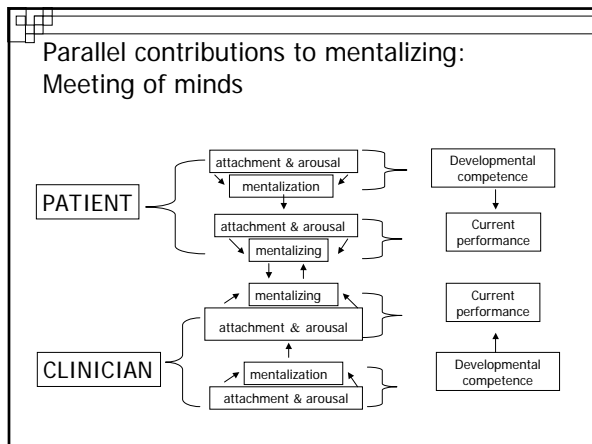 Parallel contributions to mentalizing:
Meeting of minds
attachment & arousal
mentalization
Developmental
competence
PATIENT
attachment & arousal
mentalizing
Current
performance
mentalizing
attachment & arousal
Current
performance
CLINICIAN
mentalization
attachment & arousal
Developmental
competence